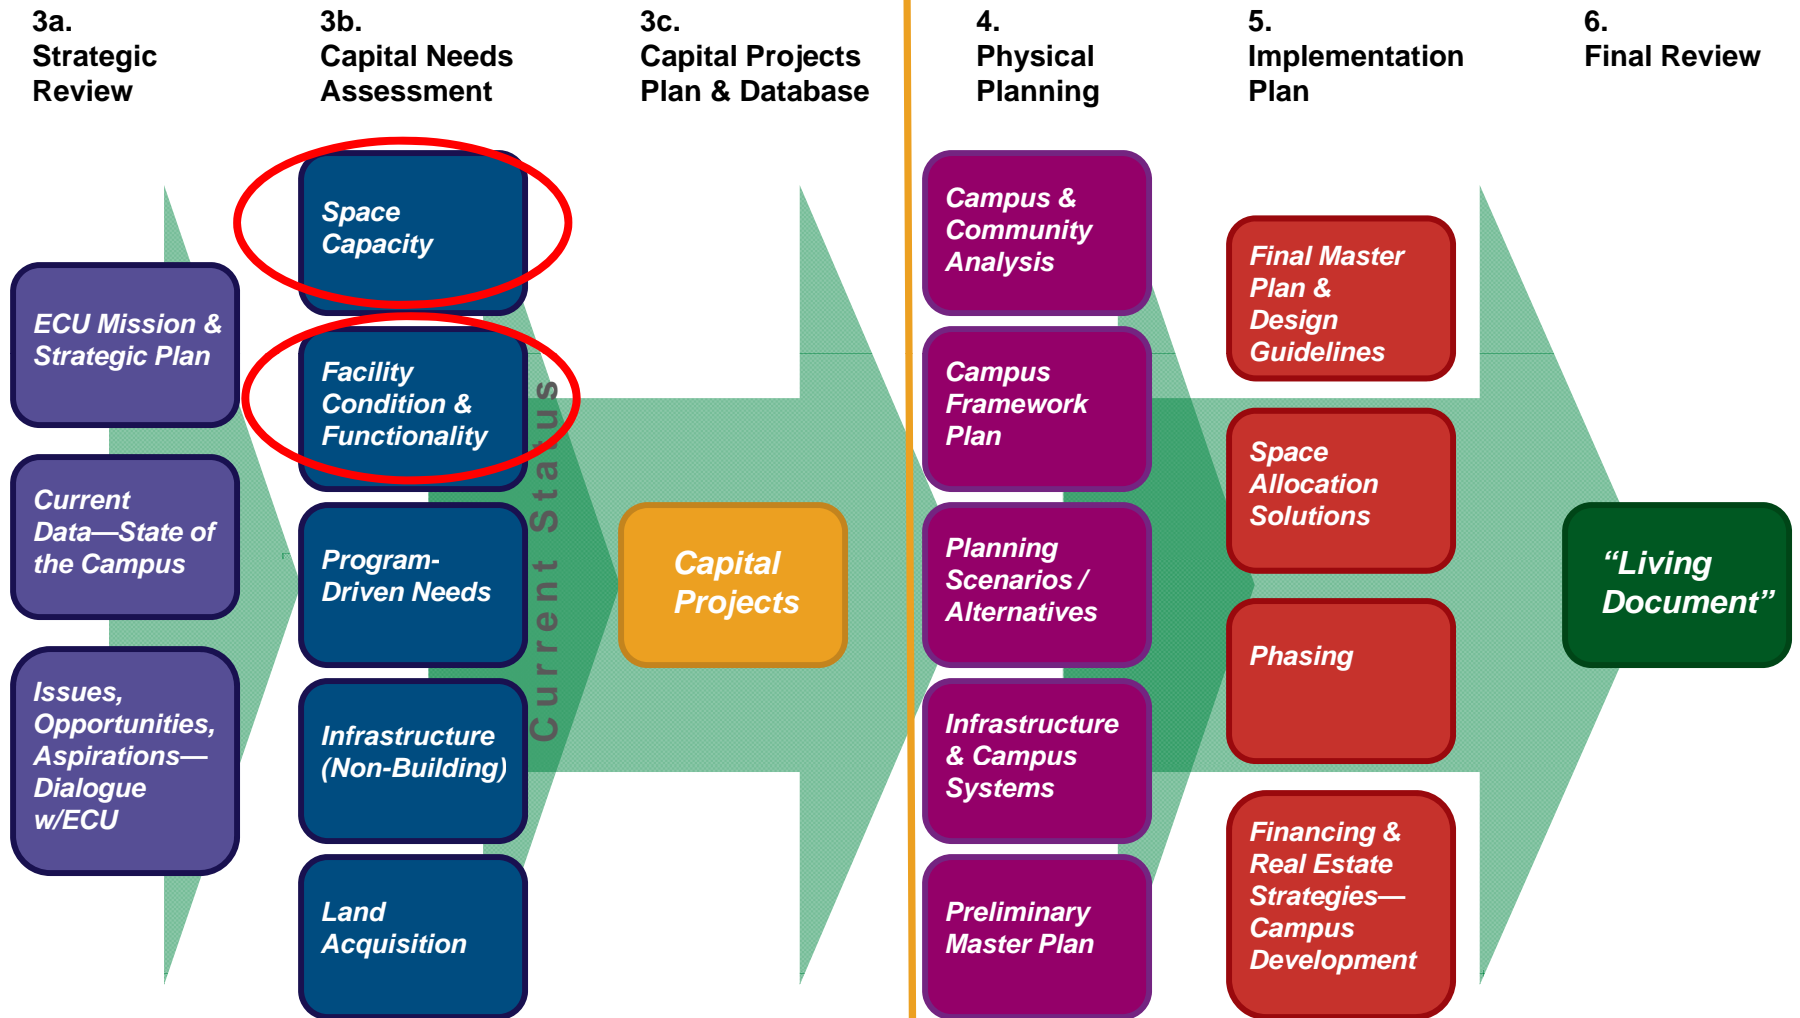 3a.
Strategic
Review
3b.
Capital Needs
Assessment
3c.
Capital Projects
Plan & Database
4.
Physical
Planning
5.
Implementation
Plan
6.
Final Review
ECU Mission &
Strategic Plan
Current
Data—State of
the Campus
Issues,
Opportunities,
Aspirations—
Dialogue
w/ECU
Space
Capacity
Facility
Condition &
Functionality
Program-
Driven Needs
Infrastructure
(Non-Building)
Land
Acquisition
Current Status
Capital
Projects
Campus &
Community
Analysis
Campus
Framework
Plan
Planning
Scenarios /
Alternatives
Infrastructure
& Campus
Systems
Preliminary
Master Plan
Final Master
Plan &
Design
Guidelines
Space
Allocation
Solutions
Phasing
Financing &
Real Estate
Strategies—
Campus
Development
“Living
Document”